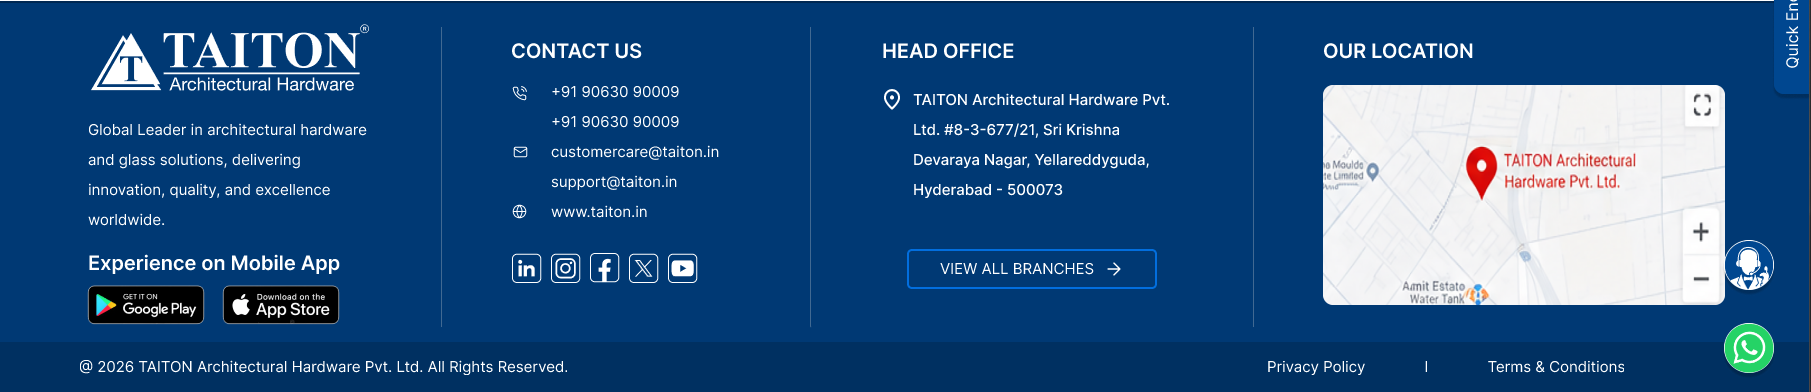 TAITON®
T
Architectural Hardware
Global Leader in architectural hardware
and glass solutions, delivering
innovation, quality, and excellence
worldwide.
Experience on Mobile App
GET IT ON
Google Play
Download on the
App Store
CONTACT US
+91 90630 90009
+91 90630 90009
customercare@taiton.in
support@taiton.in
www.taiton.in
HEAD OFFICE
TAITON Architectural Hardware Pvt.
Ltd. #8-3-677/21, Sri Krishna
Devaraya Nagar, Yellareddyguda,
Hyderabad - 500073
VIEW ALL BRANCHES →
OUR LOCATION
TAITON Architectural
Hardware Pvt. Ltd.
Moulde
Limited
Amit Estato
Water Tank
Quick
@ 2026 TAITON Architectural Hardware Pvt. Ltd. All Rights Reserved.
Privacy Policy | Terms & Conditions